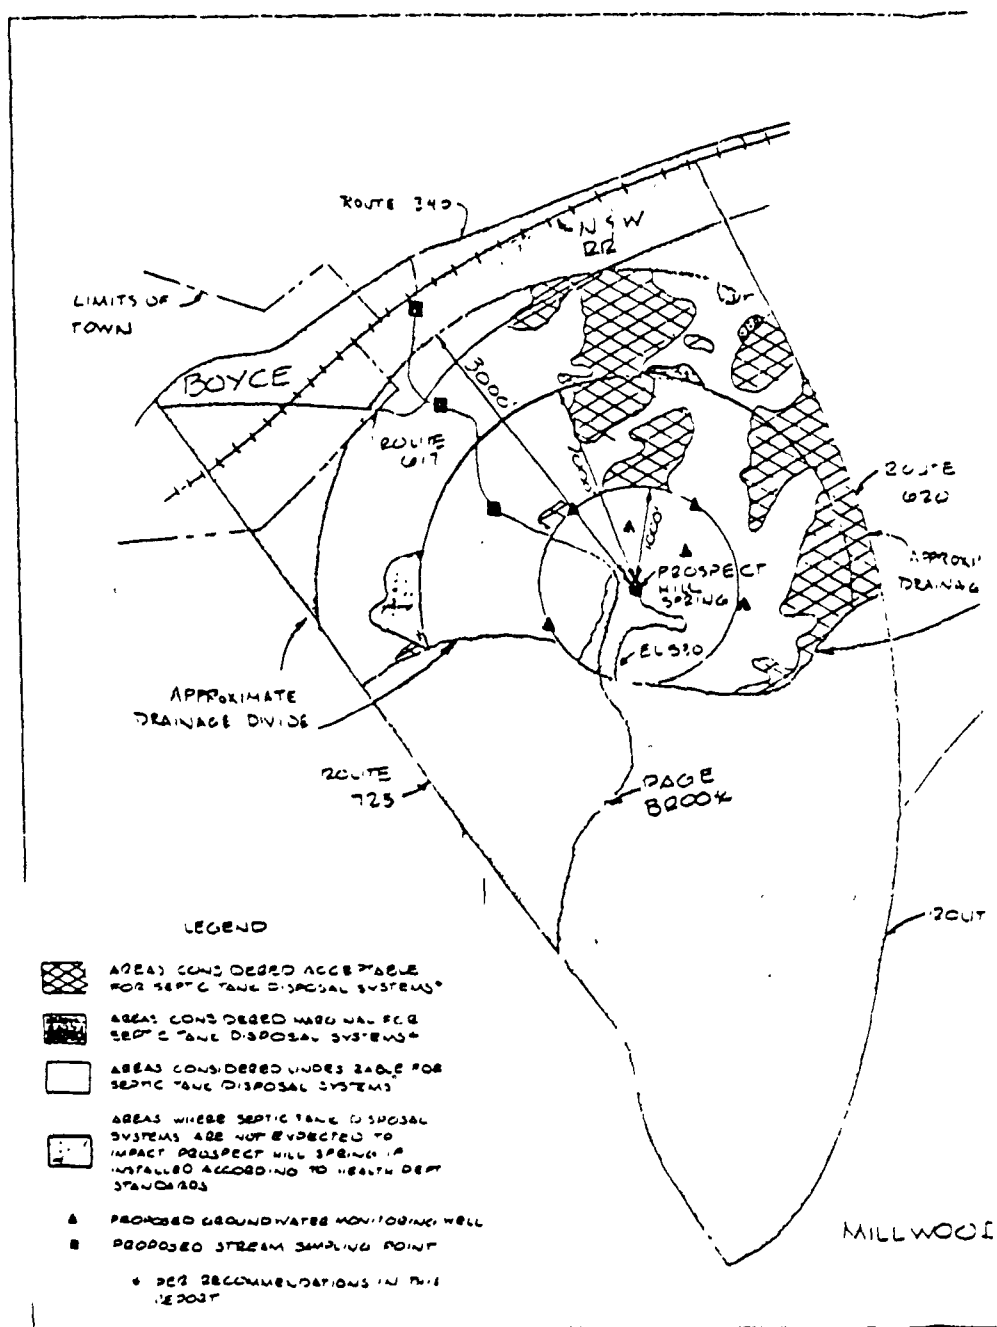 ROUTE 340
N&W
RR
LIMITS OF
TOWN
BOYCE
3000'
ROUTE
617
ROUTE
620
1000'
PROSPECT
HILL
SPRING
APPROXI
DRAINAG
EL 530
APPROXIMATE
DRAINAGE DIVIDE
ROUTE
723
PAGE
BROOK
ROUT
LEGEND
AREAS CONSIDERED ACCEPTABLE
FOR SEPTIC TANK DISPOSAL SYSTEMS*
AREAS CONSIDERED MARGINAL FOR
SEPTIC TANK DISPOSAL SYSTEMS*
AREAS CONSIDERED UNDESIRABLE FOR
SEPTIC TANK DISPOSAL SYSTEMS
AREAS WHERE SEPTIC TANK DISPOSAL
SYSTEMS ARE NOT EXPECTED TO
IMPACT PROSPECT HILL SPRING IF
INSTALLED ACCORDING TO HEALTH DEPT
STANDARDS
PROPOSED GROUNDWATER MONITORING WELL
PROPOSED STREAM SAMPLING POINT
* PER RECOMMENDATIONS IN THIS
REPORT
MILLWOO